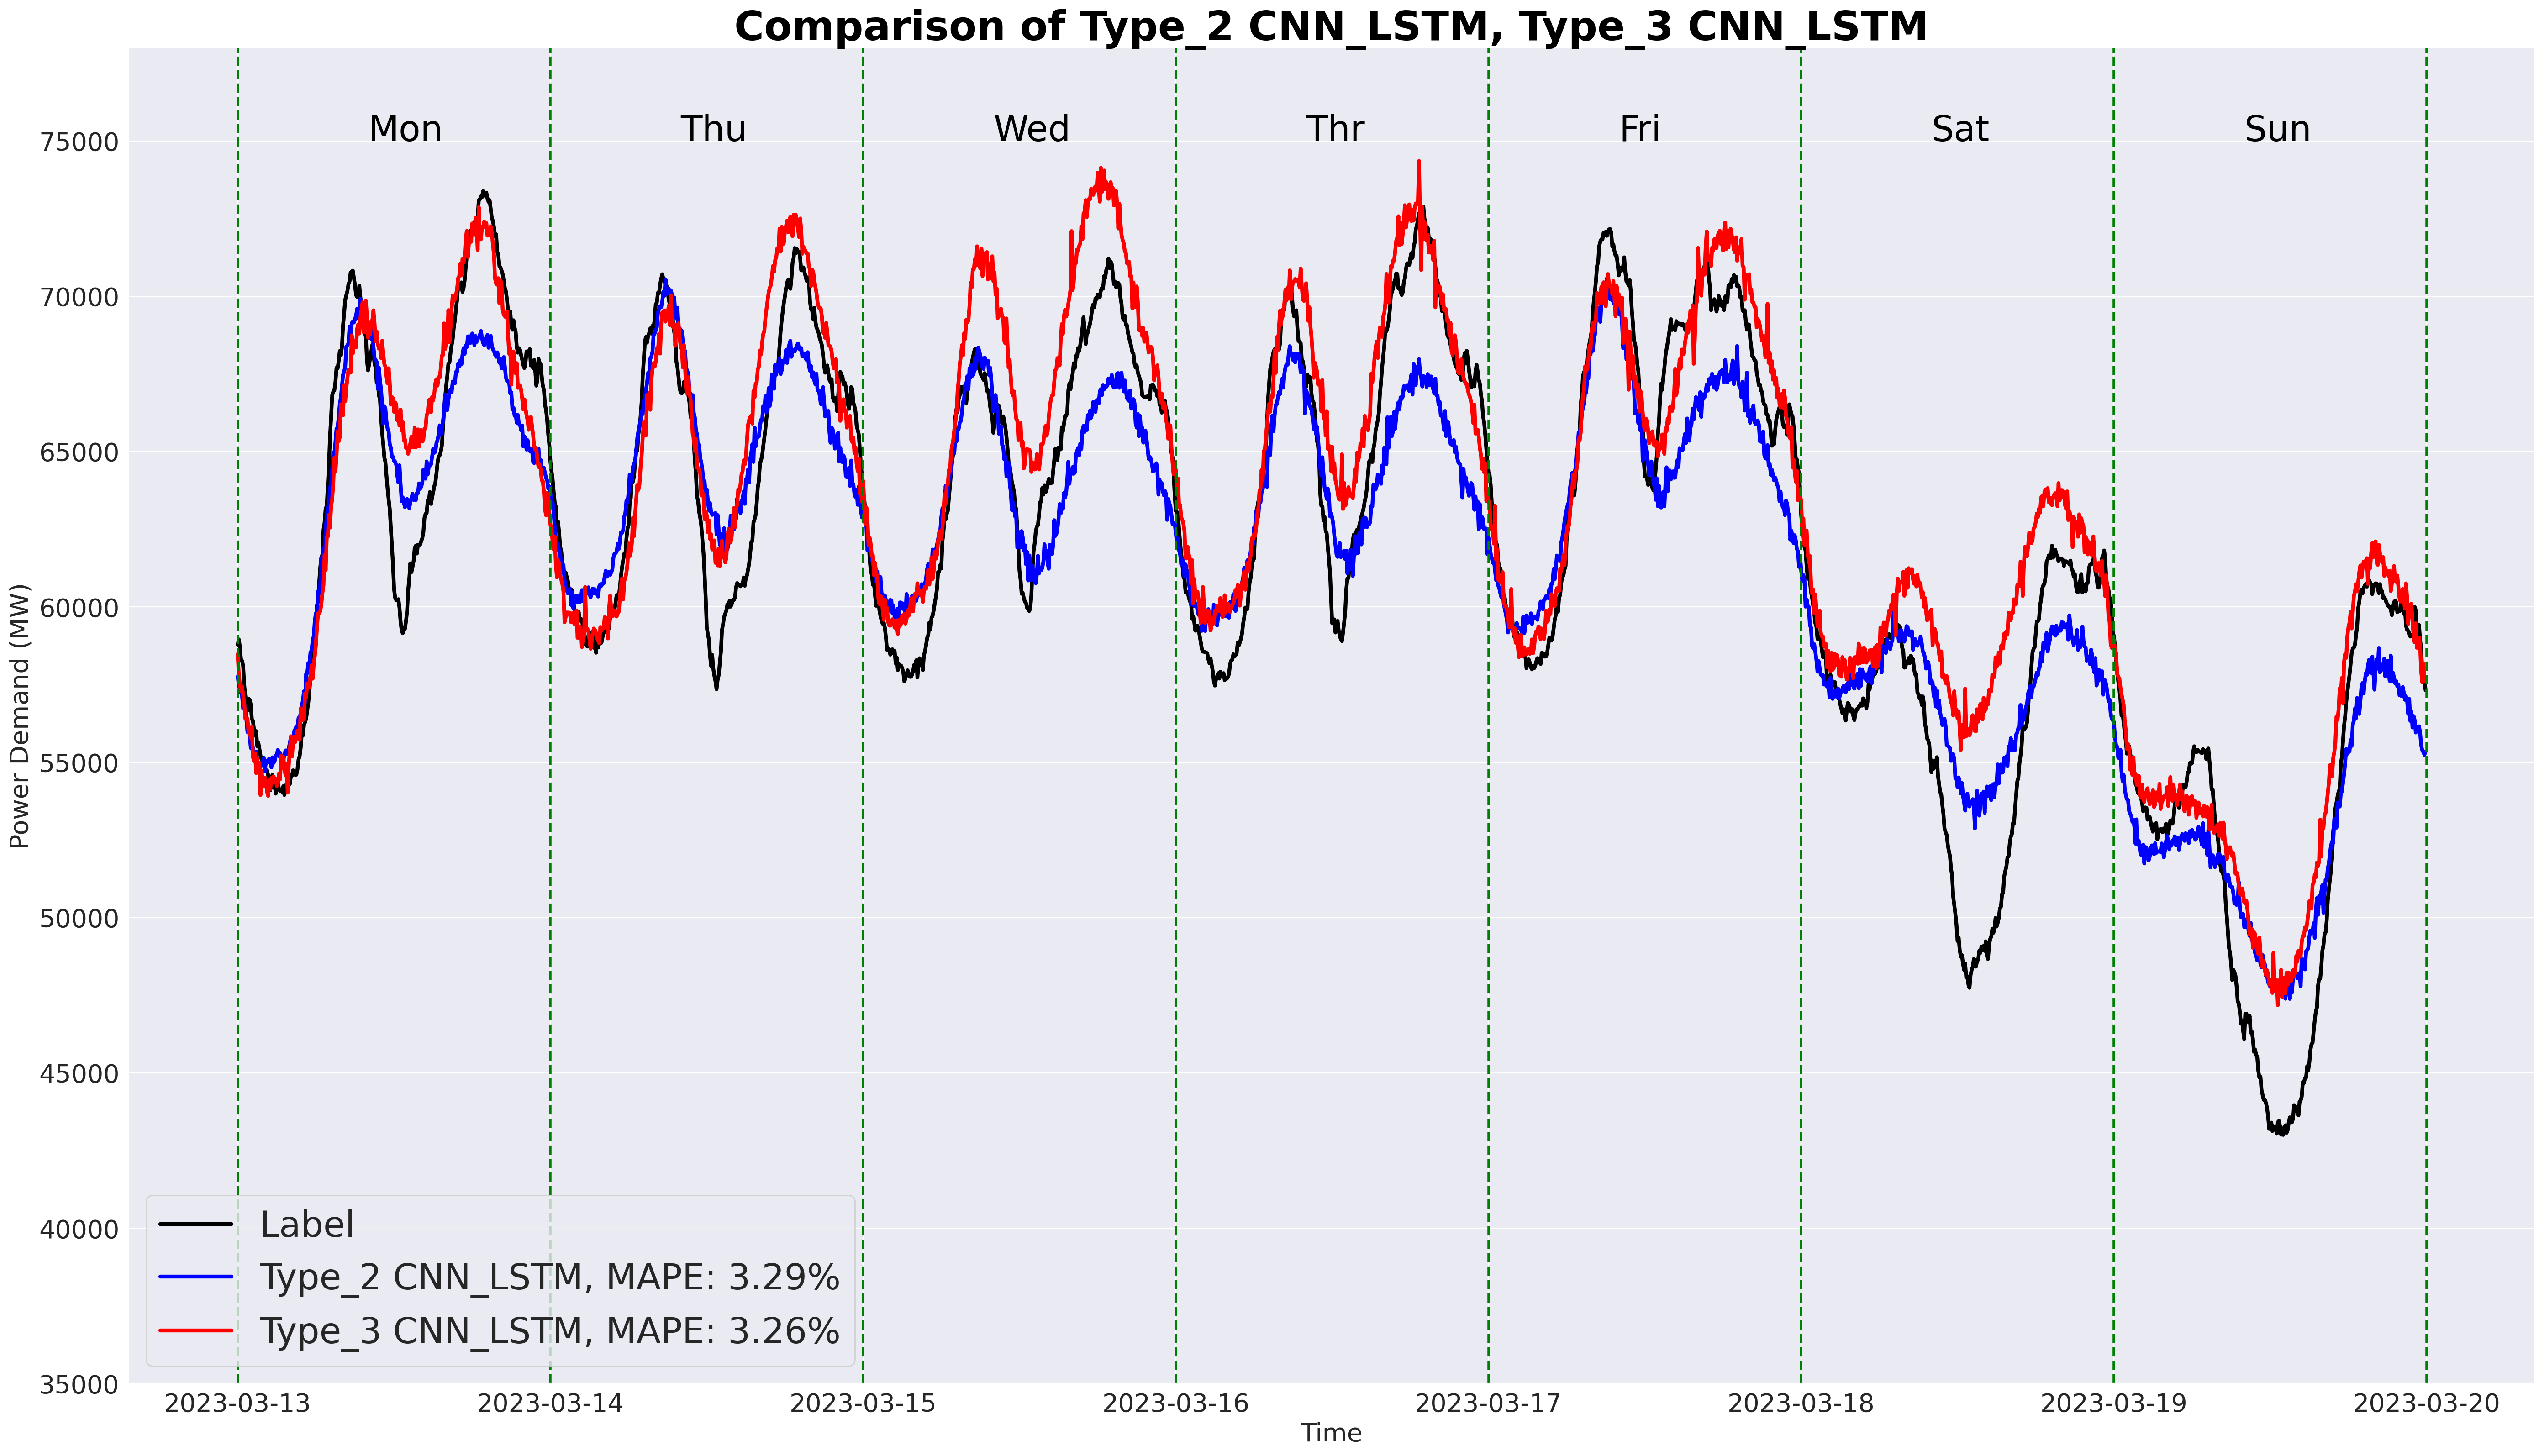 Comparison of Type_2 CNN_LSTM, Type_3 CNN_LSTM
Mon Thu Wed Thr Fri Sat Sun
75000
70000
65000
60000
55000
50000
45000
40000
35000
Power Demand (MW)
Label
Type_2 CNN_LSTM, MAPE: 3.29%
Type_3 CNN_LSTM, MAPE: 3.26%
2023-03-13 2023-03-14 2023-03-15 2023-03-16 2023-03-17 2023-03-18 2023-03-19 2023-03-20
Time